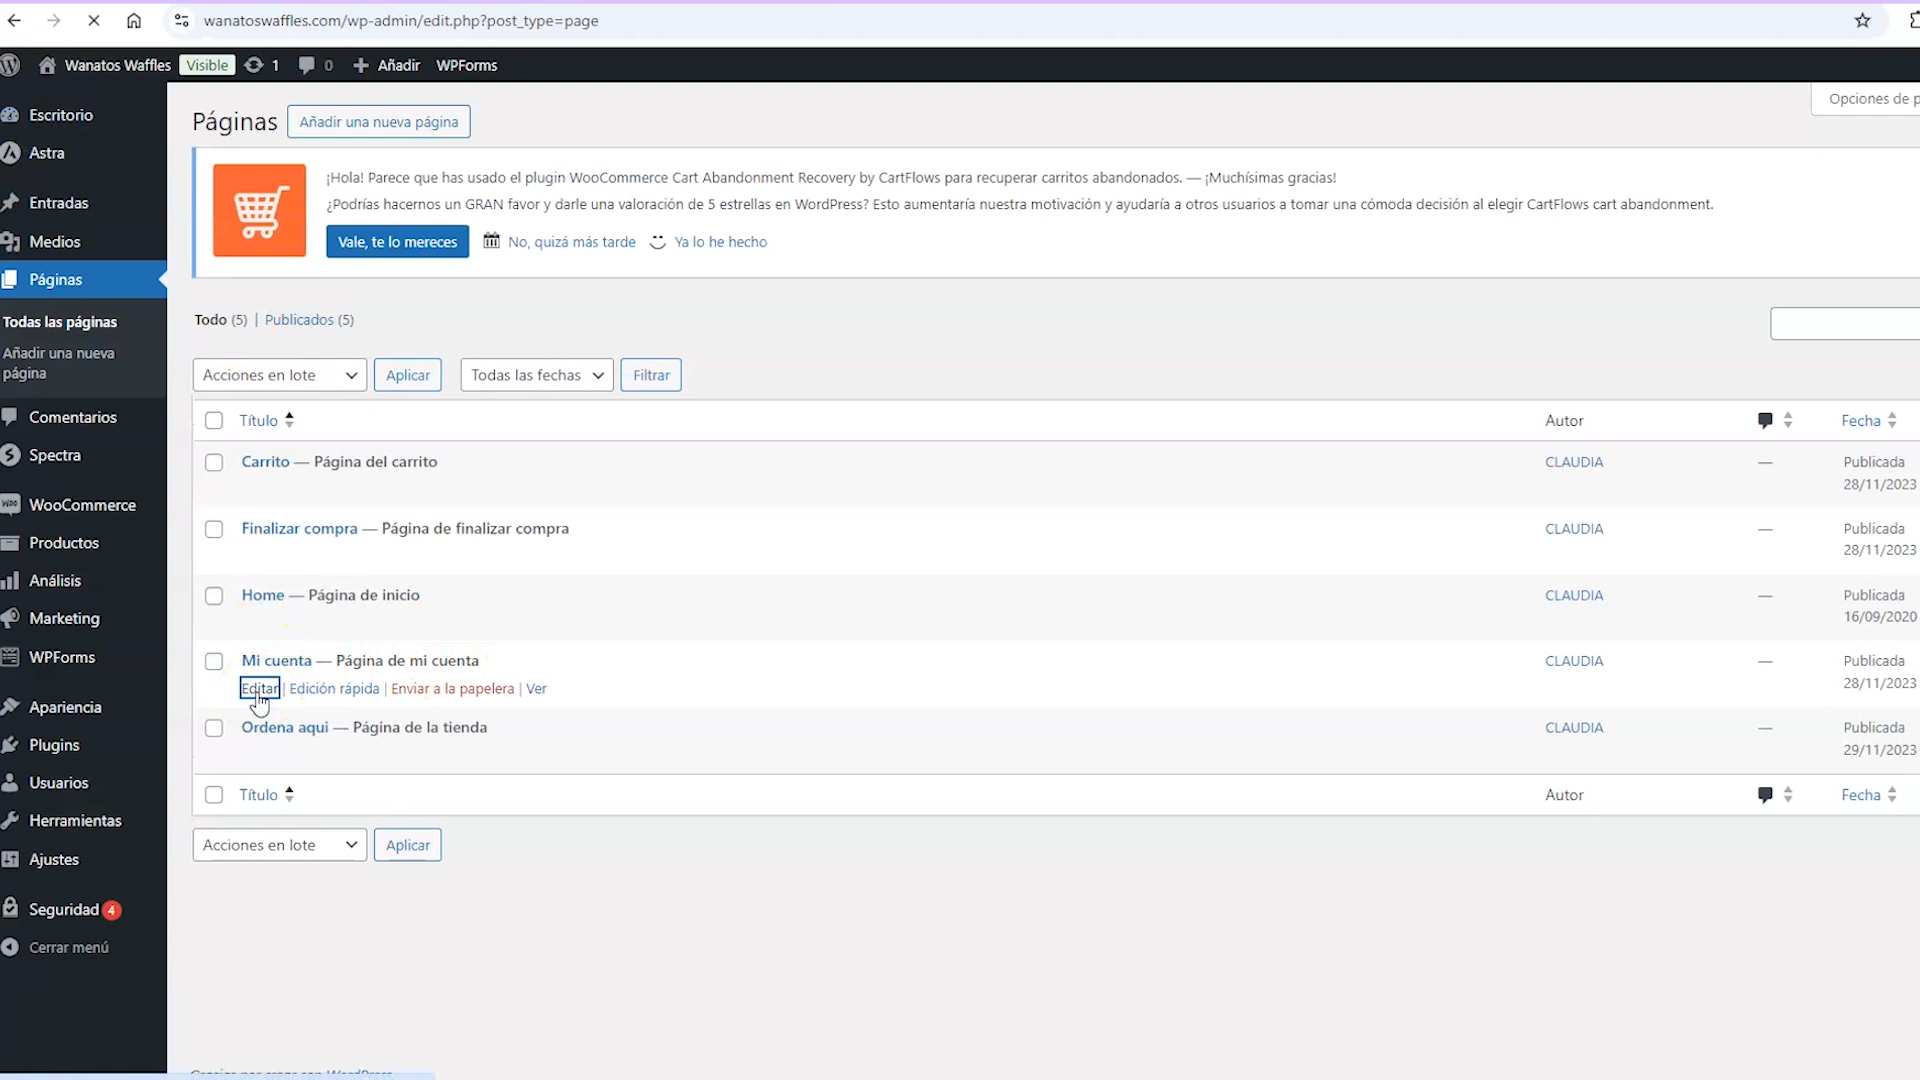 wanatoswaffles.com/wp-admin/edit.php?post_type=page
Wanatos Waffles Visible 1 0 Añadir WPForms
Opciones de p
Escritorio
Astra
Entradas
Medios
Páginas
Todas las páginas
Añadir una nueva
página
Comentarios
Spectra
WooCommerce
Productos
Análisis
Marketing
WPForms
Apariencia
Plugins
Usuarios
Herramientas
Ajustes
Seguridad 4
Cerrar menú
Páginas Añadir una nueva página
¡Hola! Parece que has usado el plugin WooCommerce Cart Abandonment Recovery by CartFlows para recuperar carritos abandonados. — ¡Muchísimas gracias!
¿Podrías hacernos un GRAN favor y darle una valoración de 5 estrellas en WordPress? Esto aumentaría nuestra motivación y ayudaría a otros usuarios a tomar una cómoda decisión al elegir CartFlows cart abandonment.
Vale, te lo mereces No, quizá más tarde Ya lo he hecho
Todo (5) | Publicados (5)
Acciones en lote Aplicar Todas las fechas Filtrar
Título Autor Fecha
Carrito — Página del carrito CLAUDIA — Publicada
28/11/2023
Finalizar compra — Página de finalizar compra CLAUDIA — Publicada
28/11/2023
Home — Página de inicio CLAUDIA — Publicada
16/09/2020
Mi cuenta — Página de mi cuenta CLAUDIA — Publicada
28/11/2023
Editar | Edición rápida | Enviar a la papelera | Ver
Ordena aqui — Página de la tienda CLAUDIA — Publicada
29/11/2023
Título Autor Fecha
Acciones en lote Aplicar